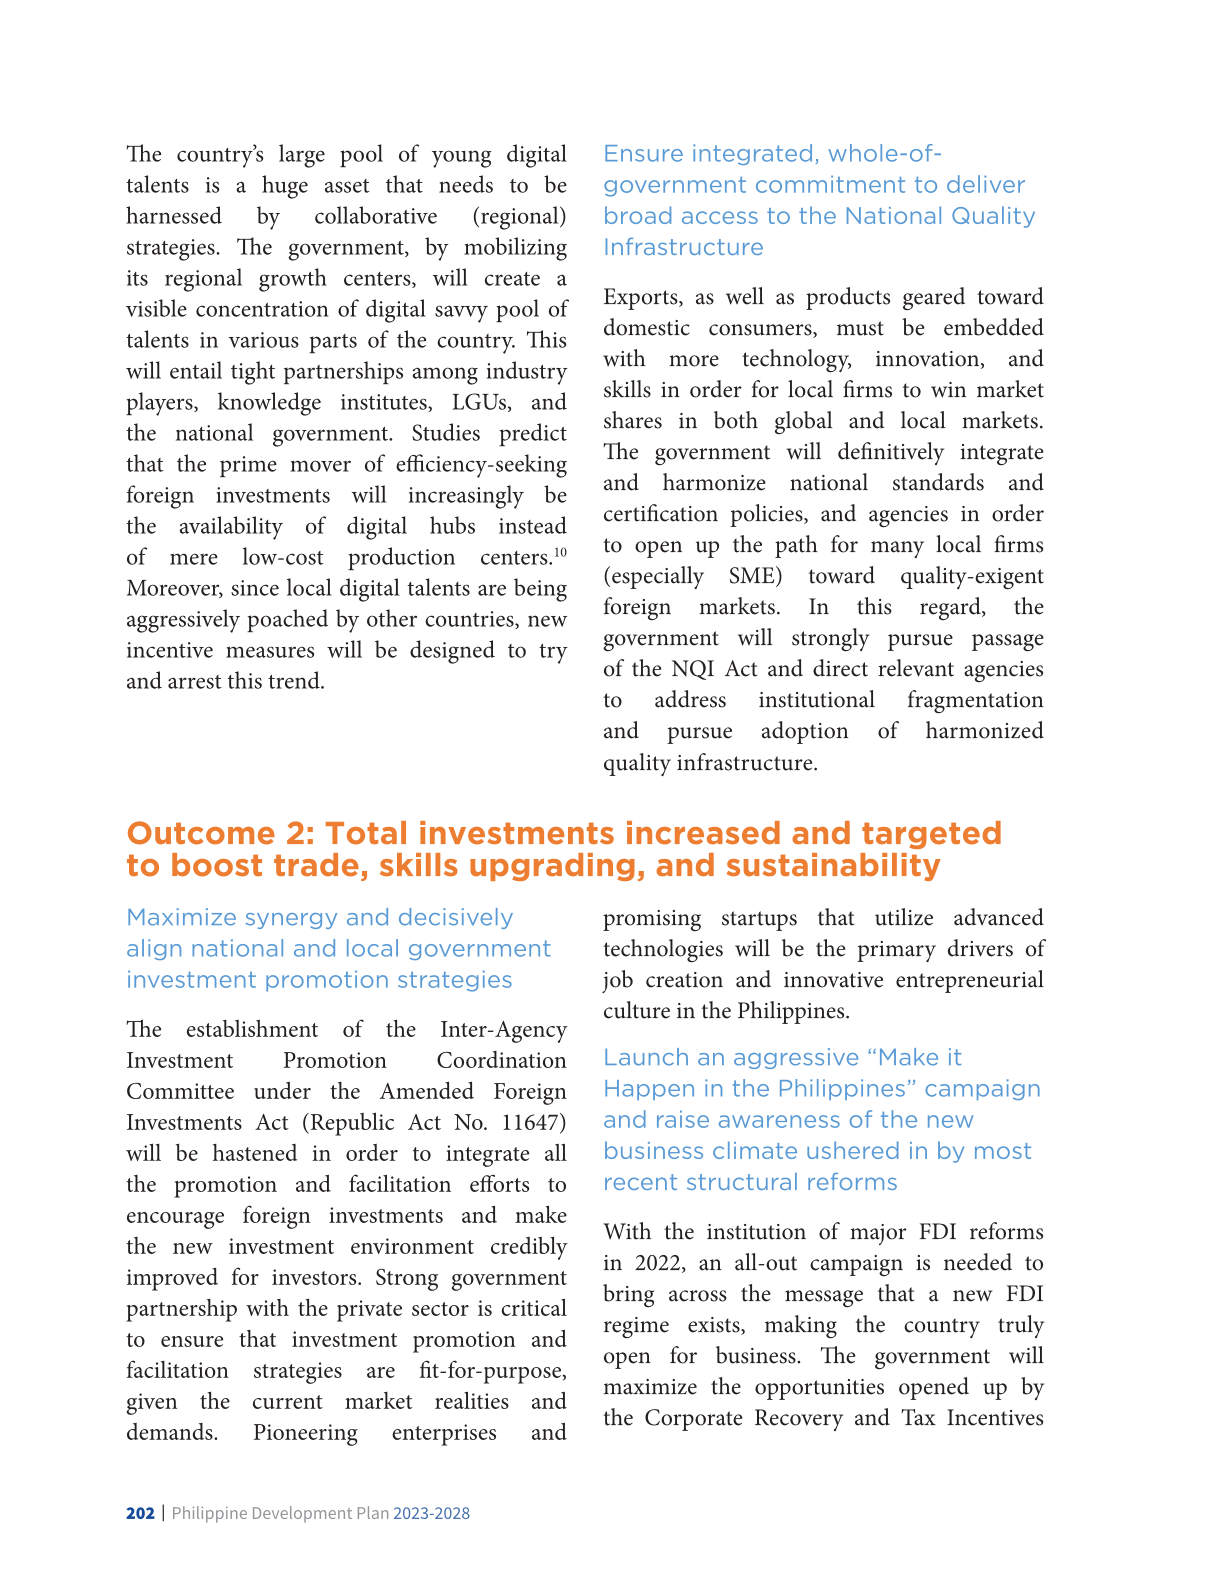 The country’s large pool of young digital
talents is a huge asset that needs to be
harnessed by collaborative (regional)
strategies. The government, by mobilizing
its regional growth centers, will create a
visible concentration of digital savvy pool of
talents in various parts of the country. This
will entail tight partnerships among industry
players, knowledge institutes, LGUs, and
the national government. Studies predict
that the prime mover of efficiency-seeking
foreign investments will increasingly be
the availability of digital hubs instead
of mere low-cost production centers.10
Moreover, since local digital talents are being
aggressively poached by other countries, new
incentive measures will be designed to try
and arrest this trend.
Ensure integrated, whole-of-
government commitment to deliver
broad access to the National Quality
Infrastructure
Exports, as well as products geared toward
domestic consumers, must be embedded
with more technology, innovation, and
skills in order for local firms to win market
shares in both global and local markets.
The government will definitively integrate
and harmonize national standards and
certification policies, and agencies in order
to open up the path for many local firms
(especially SME) toward quality-exigent
foreign markets. In this regard, the
government will strongly pursue passage
of the NQI Act and direct relevant agencies
to address institutional fragmentation
and pursue adoption of harmonized
quality infrastructure.
Outcome 2: Total investments increased and targeted
to boost trade, skills upgrading, and sustainability
Maximize synergy and decisively
align national and local government
investment promotion strategies
The establishment of the Inter-Agency
Investment Promotion Coordination
Committee under the Amended Foreign
Investments Act (Republic Act No. 11647)
will be hastened in order to integrate all
the promotion and facilitation efforts to
encourage foreign investments and make
the new investment environment credibly
improved for investors. Strong government
partnership with the private sector is critical
to ensure that investment promotion and
facilitation strategies are fit-for-purpose,
given the current market realities and
demands. Pioneering enterprises and
promising startups that utilize advanced
technologies will be the primary drivers of
job creation and innovative entrepreneurial
culture in the Philippines.
Launch an aggressive “Make it
Happen in the Philippines” campaign
and raise awareness of the new
business climate ushered in by most
recent structural reforms
With the institution of major FDI reforms
in 2022, an all-out campaign is needed to
bring across the message that a new FDI
regime exists, making the country truly
open for business. The government will
maximize the opportunities opened up by
the Corporate Recovery and Tax Incentives
202 | Philippine Development Plan 2023-2028